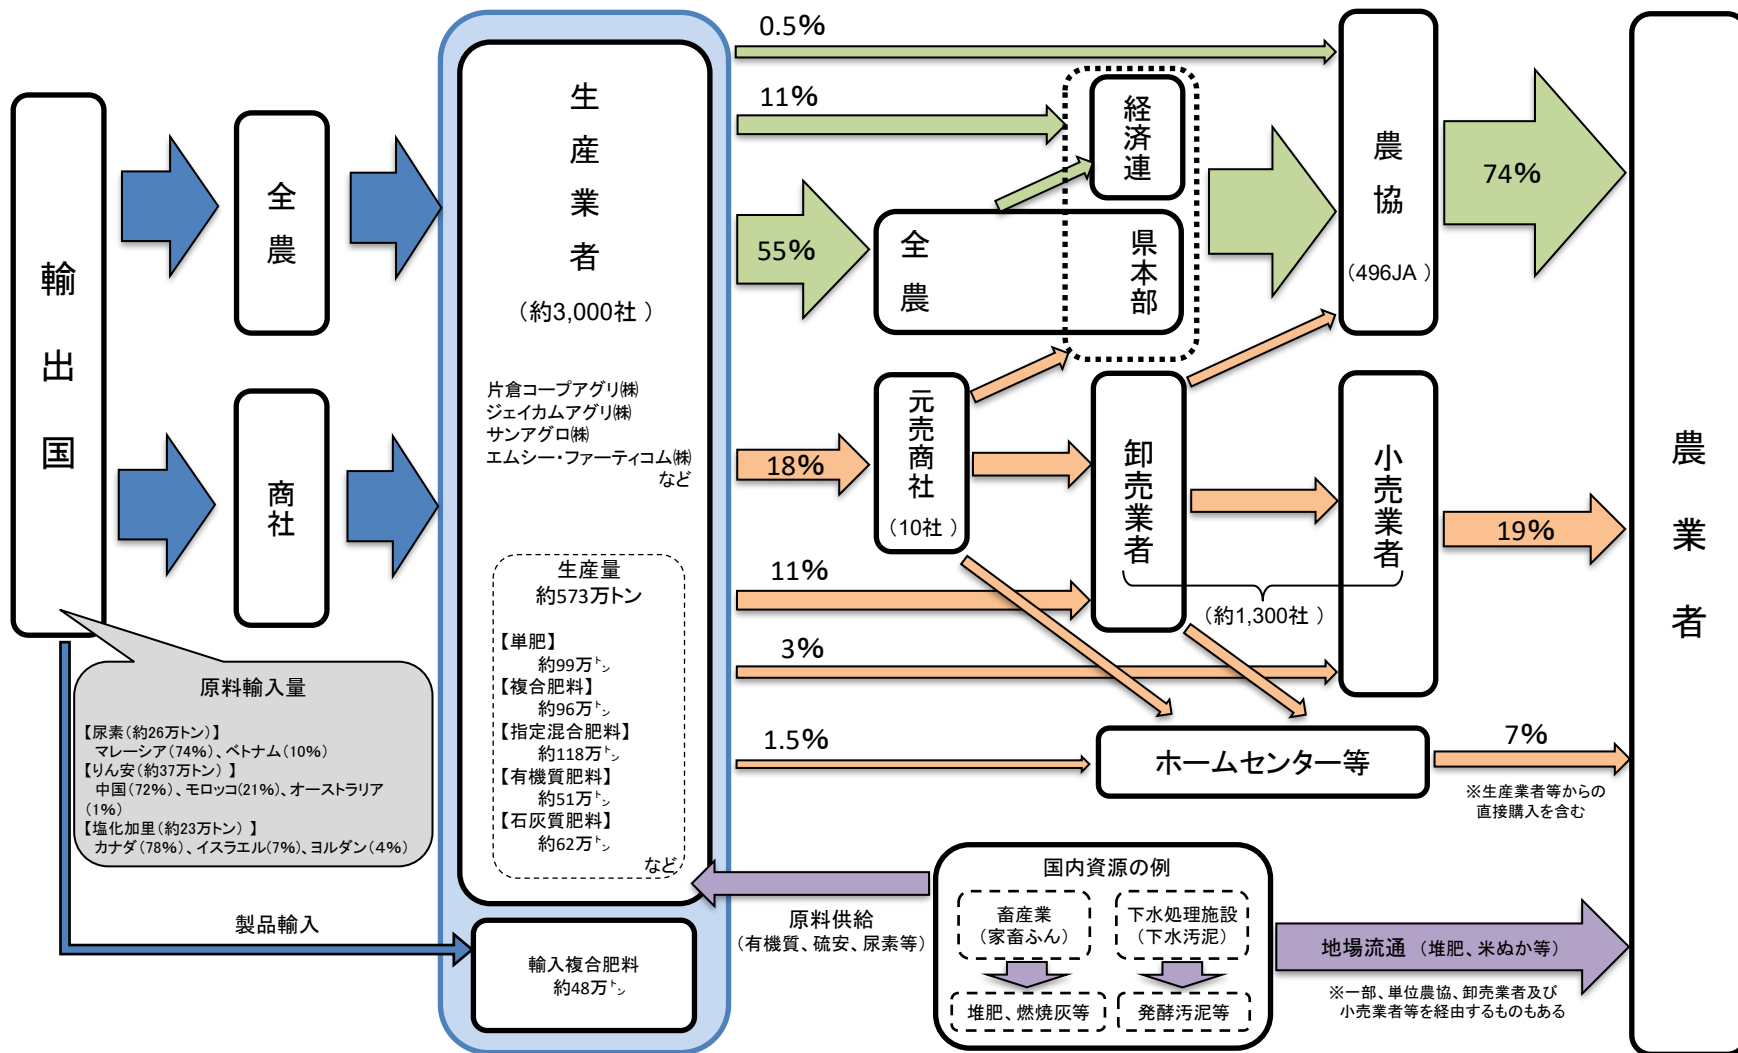 輸出国
全農
商社
原料輸入量
【尿素(約26万トン)】
マレーシア(74%)、ベトナム(10%)
【りん安(約37万トン) 】
中国(72%)、モロッコ(21%)、オーストラリア
(1%)
【塩化加里(約23万トン) 】
カナダ(78%)、イスラエル(7%)、ヨルダン(4%)
製品輸入
生産業者
(約3,000社 )
片倉コープアグリ㈱
ジェイカムアグリ㈱
サンアグロ㈱
エムシー・ファーティコム㈱
など
生産量
約573万トン
【単肥】
約99万㌧
【複合肥料】
約96万㌧
【指定混合肥料】
約118万㌧
【有機質肥料】
約51万㌧
【石灰質肥料】
約62万㌧
など
輸入複合肥料
約48万㌧
0.5%
11%
55%
18%
11%
3%
1.5%
経済連
全農
県本部
元売商社
(10社 )
卸売業者
小売業者
(約1,300社 )
ホームセンター等
農協
(496JA )
74%
19%
7%
※生産業者等からの
直接購入を含む
農業者
原料供給
(有機質、硫安、尿素等)
国内資源の例
畜産業
(家畜ふん)
下水処理施設
(下水汚泥)
堆肥、燃焼灰等
発酵汚泥等
地場流通 (堆肥、米ぬか等)
※一部、単位農協、卸売業者及び
小売業者等を経由するものもある